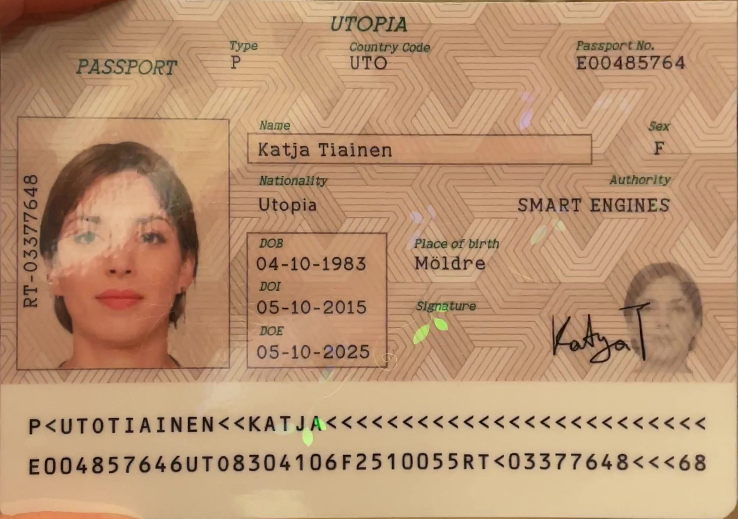 UTOPIA
PASSPORT
Type
P
Country Code
UTO
Passport No.
E00485764
RT-03377648
Name
Katja Tiainen
Sex
F
Nationality
Utopia
Authority
SMART ENGINES
DOB
04-10-1983
Place of birth
Möldre
DOI
05-10-2015
Signature
KatyaT
DOE
05-10-2025
P<UTOTIAINEN<<KATJA<<<<<<<<<<<<<<<<<<<<<<<<<
E004857646UTO8304106F2510055RT<03377648<<<68